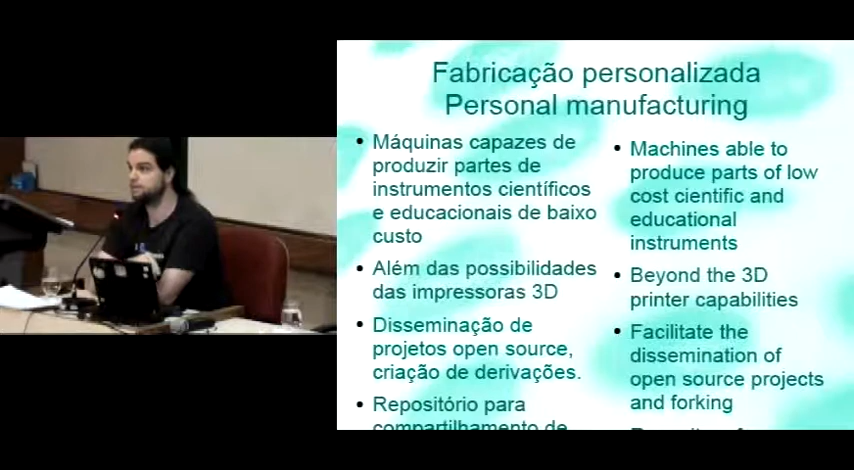 Fabricação personalizada
Personal manufacturing
• Máquinas capazes de
produzir partes de
instrumentos científicos
e educacionais de baixo
custo
• Além das possibilidades
das impressoras 3D
• Disseminação de
projetos open source,
criação de derivações.
• Repositório para
compartilhamento de
• Machines able to
produce parts of low
cost cientific and
educational
instruments
• Beyond the 3D
printer capabilities
• Facilitate the
dissemination of
open source projects
and forking